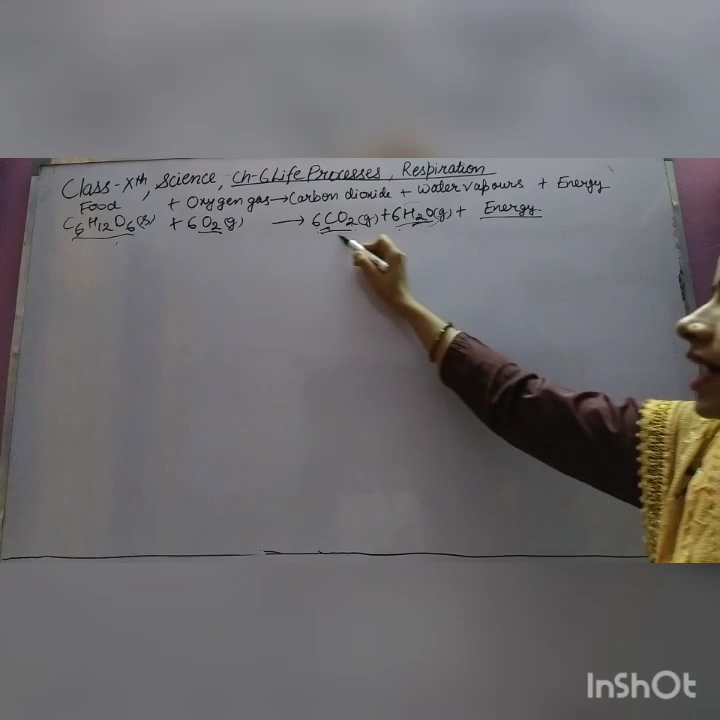 Class-Xth, Science, Ch-6 Life Processes, Respiration
Food + Oxygen gas → Carbon dioxide + Water vapours + Energy
C6H12O6(s) + 6O2(g) → 6CO2(g) + 6H2O(g) + Energy
InShOt